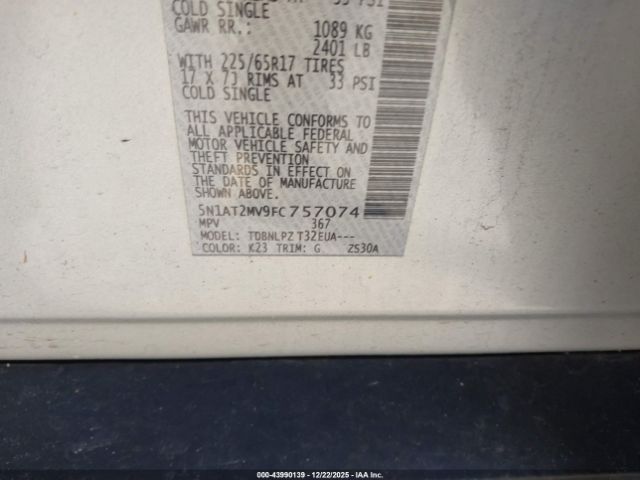 33 PSI
COLD SINGLE
GAWR RR.: 1089 KG
2401 LB
WITH 225/65R17 TIRES
17 X 7J RIMS AT 33 PSI
COLD SINGLE
THIS VEHICLE CONFORMS TO
ALL APPLICABLE FEDERAL
MOTOR VEHICLE SAFETY AND
THEFT PREVENTION
STANDARDS IN EFFECT ON
THE DATE OF MANUFACTURE
SHOWN ABOVE.
5N1AT2MV9FC757074
MPV 367
MODEL: TDBNLPZ T32EUA---
COLOR: K23 TRIM: G ZS30A
000-43990139 - 12/22/2025 - IAA Inc.